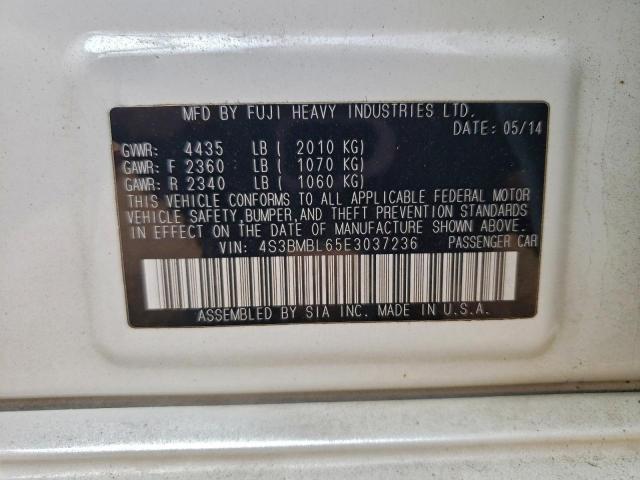 MFD BY FUJI HEAVY INDUSTRIES LTD.
DATE: 05/14
GVWR: 4435 LB ( 2010 KG)
GAWR: F 2360 LB ( 1070 KG)
GAWR: R 2340 LB ( 1060 KG)
THIS VEHICLE CONFORMS TO ALL APPLICABLE FEDERAL MOTOR
VEHICLE SAFETY,BUMPER,AND THEFT PREVENTION STANDARDS
IN EFFECT ON THE DATE OF MANUFACTURE SHOWN ABOVE.
VIN: 4S3BMBL65E3037236 PASSENGER CAR
ASSEMBLED BY SIA INC. MADE IN U.S.A.